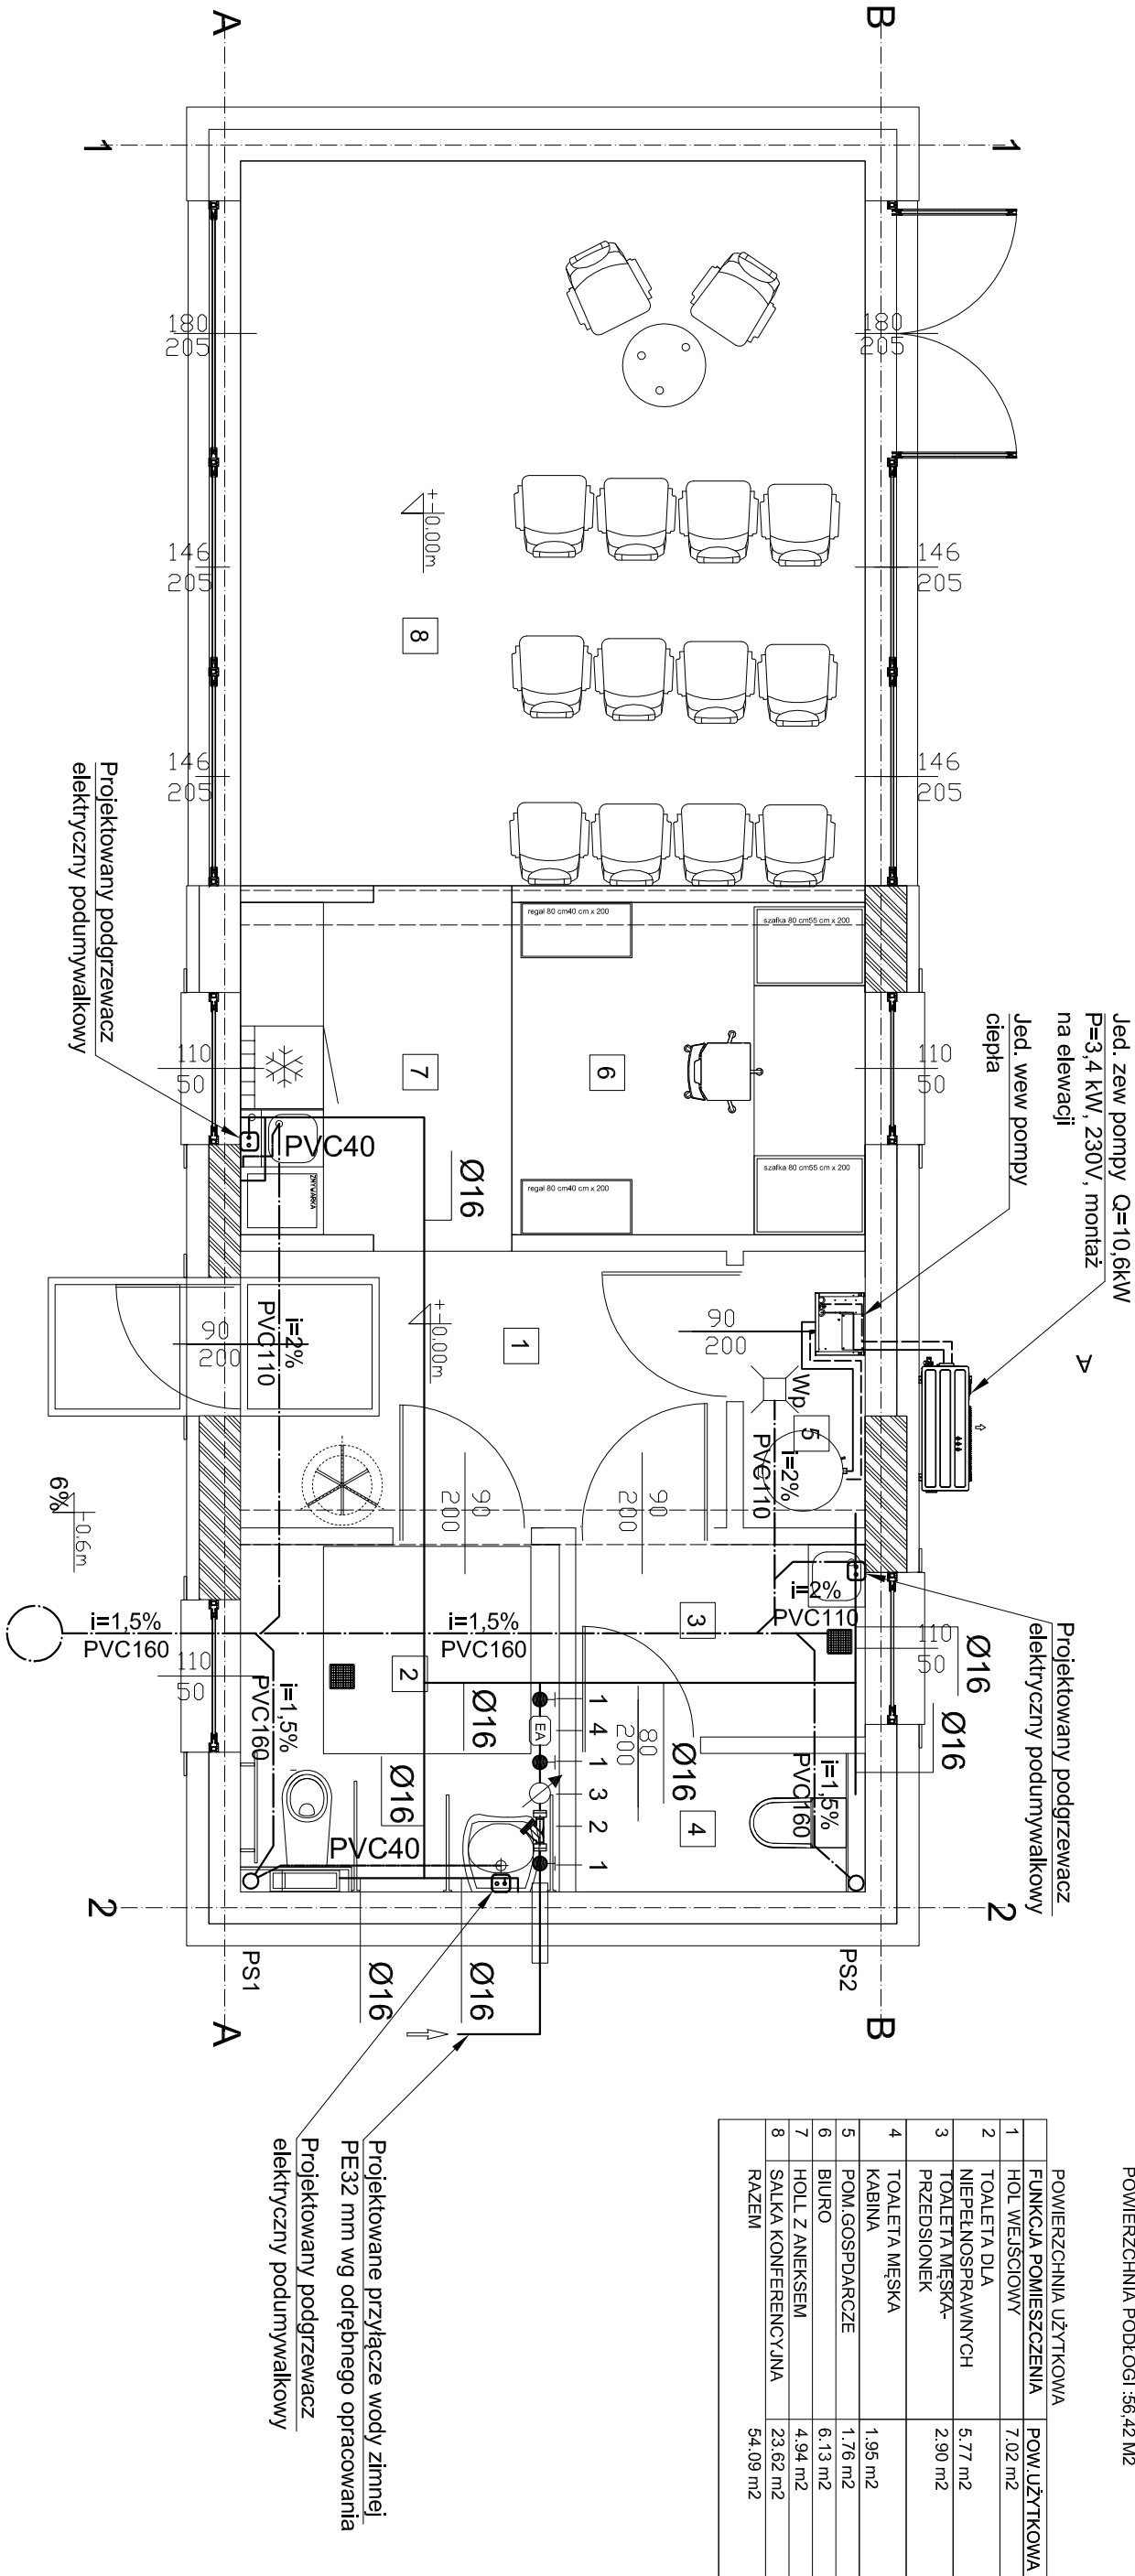 POWIERZCHNIA PODŁOGI :56,42 M2
POWIERZCHNIA UŻYTKOWA
FUNKCJA POMIESZCZENIA POW.UŻYTKOWA
1 HOL WEJŚCIOWY 7.02 m2
2 TOALETA DLA
NIEPEŁNOSPRAWNYCH 5.77 m2
3 TOALETA MĘSKA-
PRZEDSIONEK 2.90 m2
4 TOALETA MĘSKA
KABINA 1.95 m2
5 POM.GOSPDARCZE 1.76 m2
6 BIURO 6.13 m2
7 HOLL Z ANEKSEM 4.94 m2
8 SALKA KONFERENCYJNA 23.62 m2
RAZEM 54.09 m2
Jed. zew pompy Q=10,6kW
P=3,4 kW, 230V, montaż
na elewacji
A
Jed. wew pompy
ciepła
Projektowany podgrzewacz
elektryczny podumywalkowy
B
1
2
B
180
205
146
205
146
205
110
50
110
50
Ø16
Ø16
PS2
szafka 80 cm55 cm x 200
szafka 80 cm55 cm x 200
regał 80 cm40 cm x 200
regał 80 cm40 cm x 200
6
90
200
Wp
5
i=2%
PVC110
i=2%
PVC110
i=1,5%
PVC160
3
4
90
200
80
200
Ø16
1
4
1
3
2
1
EA
+-0.00m
8
7
Ø16
1
+-0.00m
90
200
i=1,5%
PVC160
Ø16
2
Ø16
PVC40
Ø16
Ø16
PVC40
ZMYWARKA
i=2%
PVC110
90
200
i=1,5%
PVC160
PS1
A
1
2
A
180
205
146
205
146
205
110
50
110
50
i=1,5%
PVC160
6%
-0.6m
Projektowany podgrzewacz
elektryczny podumywalkowy
Projektowane przyłącze wody zimnej
PE32 mm wg odrębnego opracowania
Projektowany podgrzewacz
elektryczny podumywalkowy